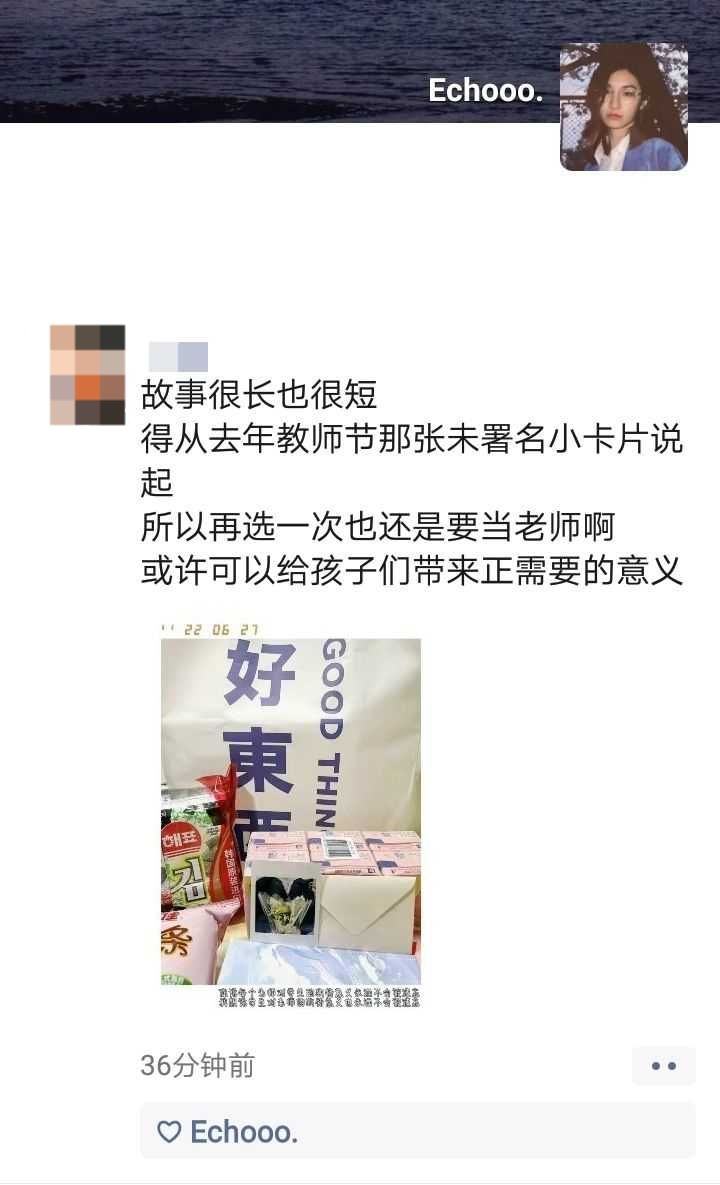 Echooo.
故事很长也很短
得从去年教师节那张未署名小卡片说
起
所以再选一次也还是要当老师啊
或许可以给孩子们带来正需要的意义
22 06 27
好東西
GOOD THIN
해표
김
36分钟前
Echooo.